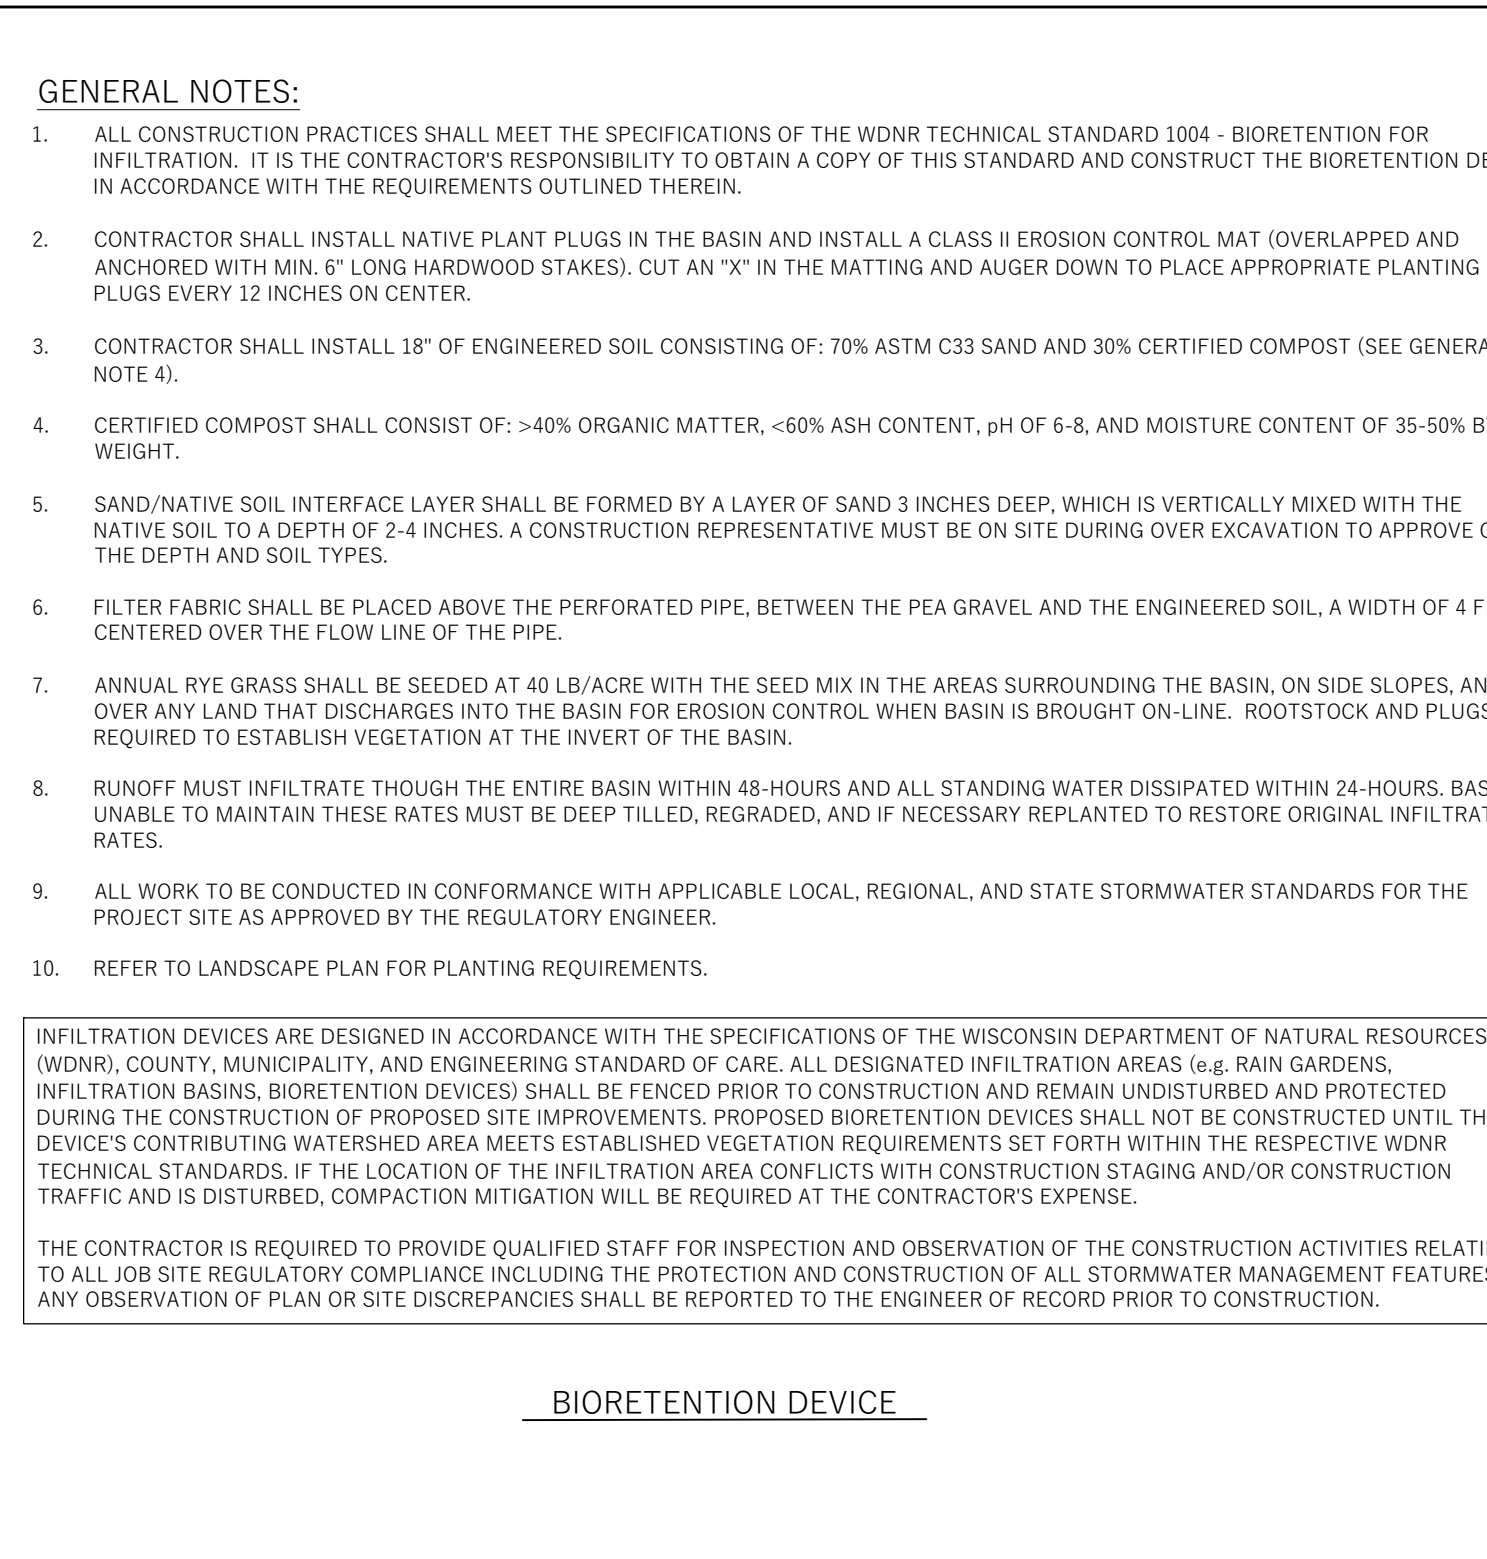 GENERAL NOTES:
1. ALL CONSTRUCTION PRACTICES SHALL MEET THE SPECIFICATIONS OF THE WDNR TECHNICAL STANDARD 1004 - BIORETENTION FOR
INFILTRATION. IT IS THE CONTRACTOR'S RESPONSIBILITY TO OBTAIN A COPY OF THIS STANDARD AND CONSTRUCT THE BIORETENTION
IN ACCORDANCE WITH THE REQUIREMENTS OUTLINED THEREIN.
2. CONTRACTOR SHALL INSTALL NATIVE PLANT PLUGS IN THE BASIN AND INSTALL A CLASS II EROSION CONTROL MAT (OVERLAPPED AND
ANCHORED WITH MIN. 6" LONG HARDWOOD STAKES). CUT AN "X" IN THE MATTING AND AUGER DOWN TO PLACE APPROPRIATE PLANTING
PLUGS EVERY 12 INCHES ON CENTER.
3. CONTRACTOR SHALL INSTALL 18" OF ENGINEERED SOIL CONSISTING OF: 70% ASTM C33 SAND AND 30% CERTIFIED COMPOST (SEE
NOTE 4).
4. CERTIFIED COMPOST SHALL CONSIST OF: >40% ORGANIC MATTER, <60% ASH CONTENT, pH OF 6-8, AND MOISTURE CONTENT OF 35-50%
WEIGHT.
5. SAND/NATIVE SOIL INTERFACE LAYER SHALL BE FORMED BY A LAYER OF SAND 3 INCHES DEEP, WHICH IS VERTICALLY MIXED WITH THE
NATIVE SOIL TO A DEPTH OF 2-4 INCHES. A CONSTRUCTION REPRESENTATIVE MUST BE ON SITE DURING OVER EXCAVATION TO APPROVE
THE DEPTH AND SOIL TYPES.
6. FILTER FABRIC SHALL BE PLACED ABOVE THE PERFORATED PIPE, BETWEEN THE PEA GRAVEL AND THE ENGINEERED SOIL, A WIDTH OF 4
CENTERED OVER THE FLOW LINE OF THE PIPE.
7. ANNUAL RYE GRASS SHALL BE SEEDED AT 40 LB/ACRE WITH THE SEED MIX IN THE AREAS SURROUNDING THE BASIN, ON SIDE SLOPES,
OVER ANY LAND THAT DISCHARGES INTO THE BASIN FOR EROSION CONTROL WHEN BASIN IS BROUGHT ON-LINE. ROOTSTOCK AND PLUGS
REQUIRED TO ESTABLISH VEGETATION AT THE INVERT OF THE BASIN.
8. RUNOFF MUST INFILTRATE THOUGH THE ENTIRE BASIN WITHIN 48-HOURS AND ALL STANDING WATER DISSIPATED WITHIN 24-HOURS.
UNABLE TO MAINTAIN THESE RATES MUST BE DEEP TILLED, REGRADED, AND IF NECESSARY REPLANTED TO RESTORE ORIGINAL
RATES.
9. ALL WORK TO BE CONDUCTED IN CONFORMANCE WITH APPLICABLE LOCAL, REGIONAL, AND STATE STORMWATER STANDARDS FOR THE
PROJECT SITE AS APPROVED BY THE REGULATORY ENGINEER.
10. REFER TO LANDSCAPE PLAN FOR PLANTING REQUIREMENTS.
INFILTRATION DEVICES ARE DESIGNED IN ACCORDANCE WITH THE SPECIFICATIONS OF THE WISCONSIN DEPARTMENT OF NATURAL RESOURCES
(WDNR), COUNTY, MUNICIPALITY, AND ENGINEERING STANDARD OF CARE. ALL DESIGNATED INFILTRATION AREAS (e.g. RAIN GARDENS,
INFILTRATION BASINS, BIORETENTION DEVICES) SHALL BE FENCED PRIOR TO CONSTRUCTION AND REMAIN UNDISTURBED AND PROTECTED
DURING THE CONSTRUCTION OF PROPOSED SITE IMPROVEMENTS. PROPOSED BIORETENTION DEVICES SHALL NOT BE CONSTRUCTED UNTIL
DEVICE'S CONTRIBUTING WATERSHED AREA MEETS ESTABLISHED VEGETATION REQUIREMENTS SET FORTH WITHIN THE RESPECTIVE WDNR
TECHNICAL STANDARDS. IF THE LOCATION OF THE INFILTRATION AREA CONFLICTS WITH CONSTRUCTION STAGING AND/OR CONSTRUCTION
TRAFFIC AND IS DISTURBED, COMPACTION MITIGATION WILL BE REQUIRED AT THE CONTRACTOR'S EXPENSE.
THE CONTRACTOR IS REQUIRED TO PROVIDE QUALIFIED STAFF FOR INSPECTION AND OBSERVATION OF THE CONSTRUCTION ACTIVITIES
TO ALL JOB SITE REGULATORY COMPLIANCE INCLUDING THE PROTECTION AND CONSTRUCTION OF ALL STORMWATER MANAGEMENT FEATURES
ANY OBSERVATION OF PLAN OR SITE DISCREPANCIES SHALL BE REPORTED TO THE ENGINEER OF RECORD PRIOR TO CONSTRUCTION.
BIORETENTION DEVICE